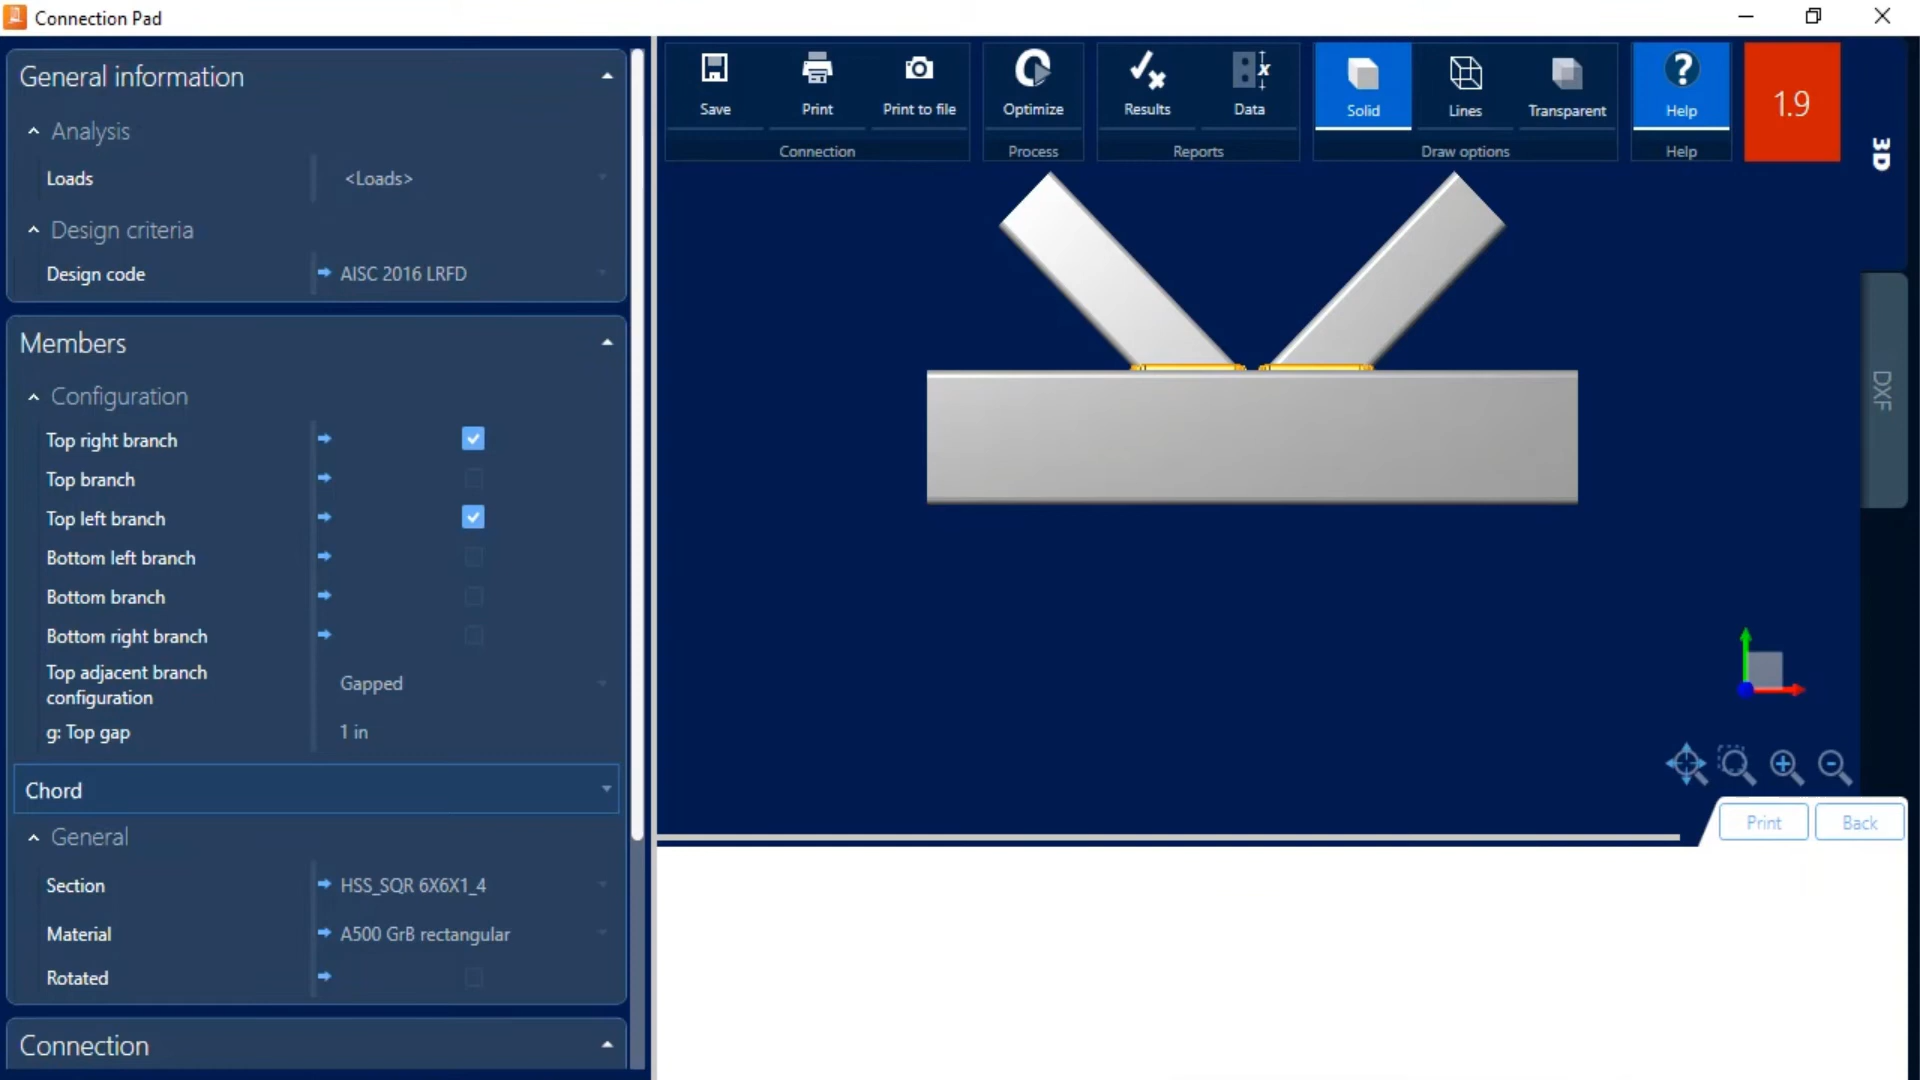 Connection Pad
General information
Analysis
Loads <Loads>
Design criteria
Design code AISC 2016 LRFD
Members
Configuration
Top right branch
Top branch
Top left branch
Bottom left branch
Bottom branch
Bottom right branch
Top adjacent branch
configuration
Gapped
g: Top gap 1 in
Chord
General
Section HSS_SQR 6X6X1_4
Material A500 GrB rectangular
Rotated
Connection
Save Print Print to file
Connection
Optimize
Process
Results Data
Reports
Solid Lines Transparent
Draw options
Help
Help
1.9
3D
DXF
Print Back